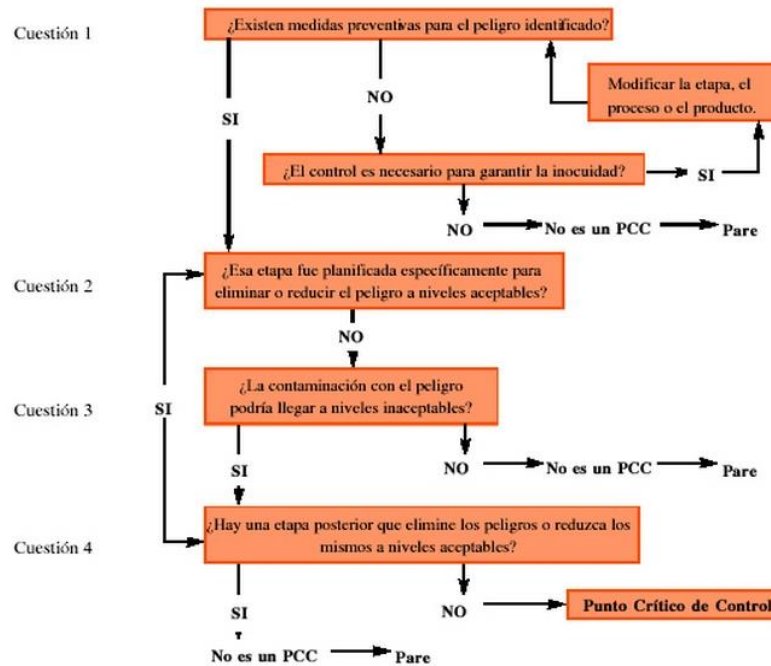 Cuestión 1
¿Existen medidas preventivas para el peligro identificado?
Modificar la etapa, el
proceso o el producto.
NO
SI
¿El control es necesario para garantir la inocuidad?
SI
NO
No es un PCC
Pare
Cuestión 2
¿Esa etapa fue planificada específicamente para
eliminar o reducir el peligro a niveles aceptables?
NO
Cuestión 3
¿La contaminación con el peligro
podría llegar a niveles inaceptables?
SI
SI
NO
No es un PCC
Pare
Cuestión 4
¿Hay una etapa posterior que elimine los peligros o reduzca los
mismos a niveles aceptables?
SI
NO
Punto Crítico de Control
No es un PCC
Pare